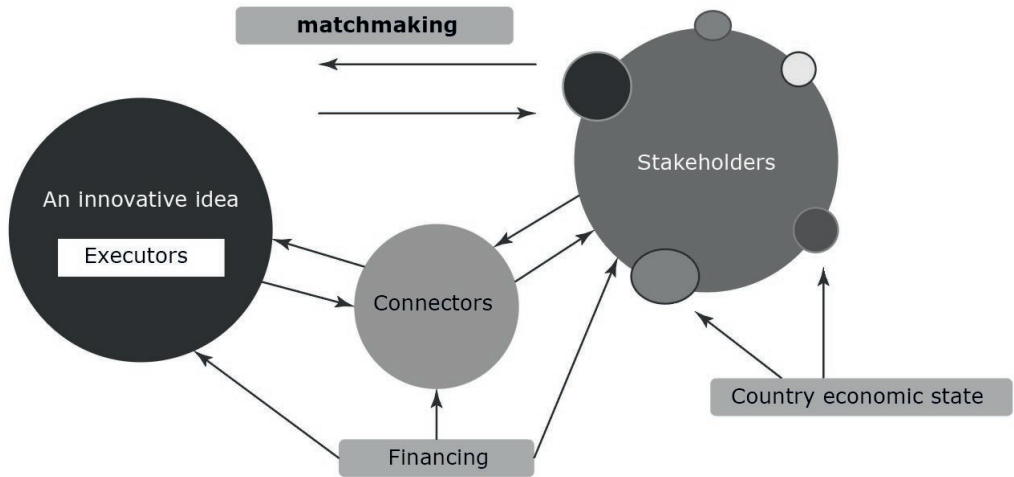 matchmaking
Stakeholders
An innovative idea
Executors
Connectors
Country economic state
Financing